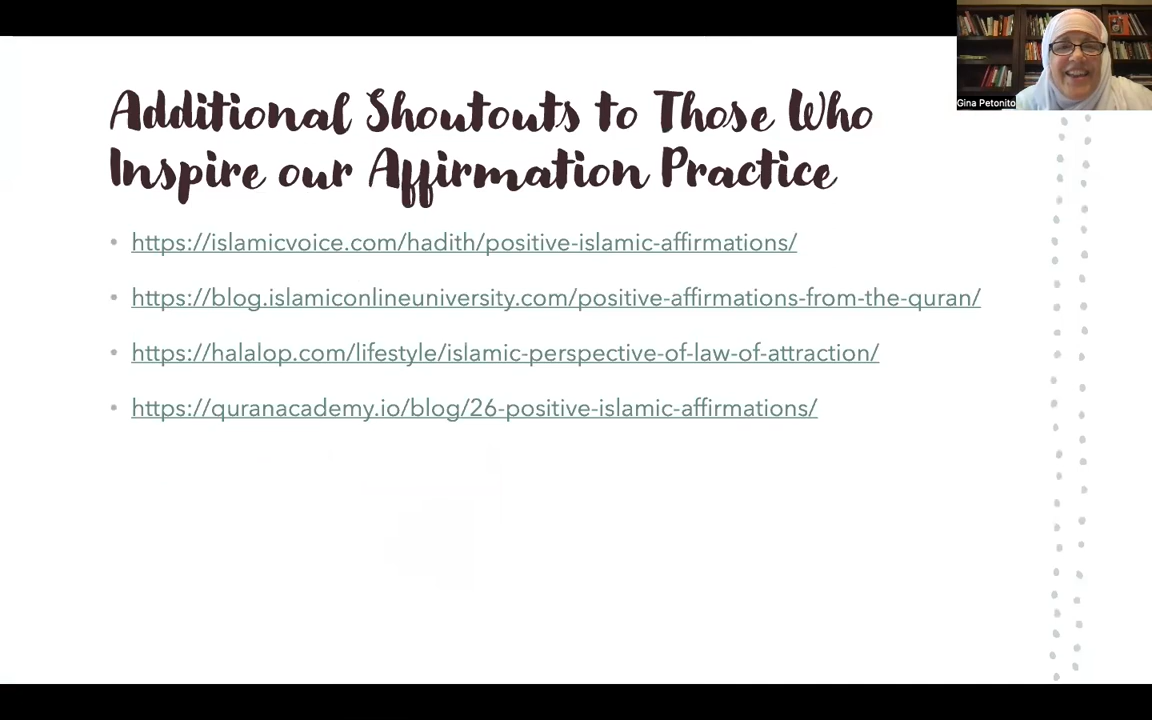 Additional Shoutouts to Those Who
Inspire our Affirmation Practice
• https://islamicvoice.com/hadith/positive-islamic-affirmations/
• https://blog.islamiconlineuniversity.com/positive-affirmations-from-the-quran/
• https://halalop.com/lifestyle/islamic-perspective-of-law-of-attraction/
• https://quranacademy.io/blog/26-positive-islamic-affirmations/
Gina Petonito